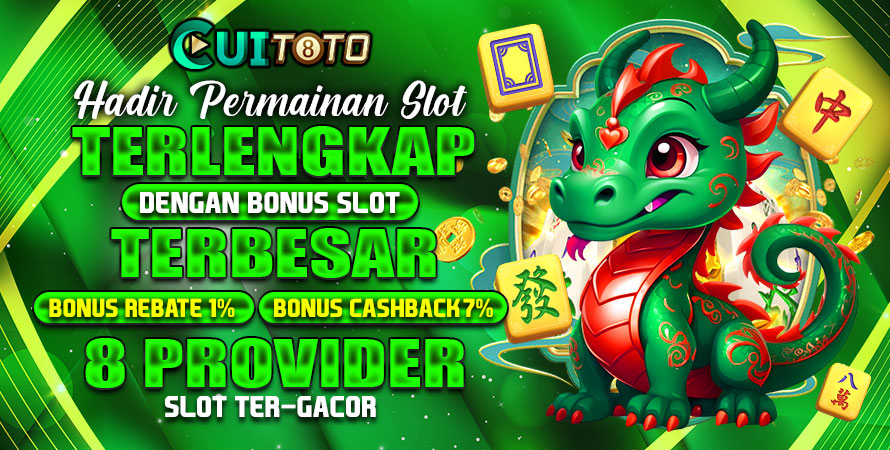 CUITOTO
Hadir Permainan Slot
TERLENGKAP
DENGAN BONUS SLOT
TERBESAR
BONUS REBATE 1%
BONUS CASHBACK 7%
8 PROVIDER
SLOT TER-GACOR
中
發
八
萬